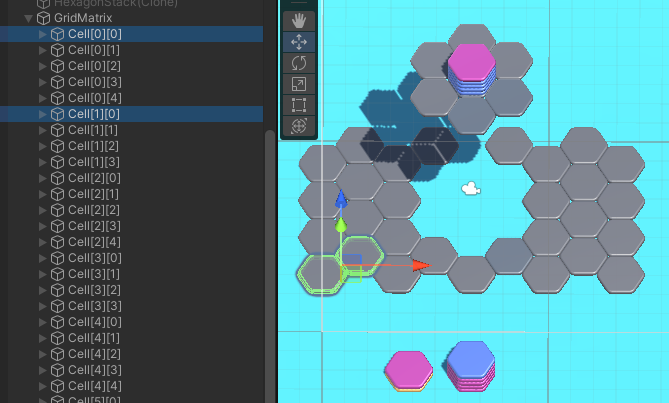 HexagonStack(Clone)
GridMatrix
Cell[0][0]
Cell[0][1]
Cell[0][2]
Cell[0][3]
Cell[0][4]
Cell[1][0]
Cell[1][1]
Cell[1][2]
Cell[1][3]
Cell[2][0]
Cell[2][1]
Cell[2][2]
Cell[2][3]
Cell[2][4]
Cell[3][0]
Cell[3][1]
Cell[3][2]
Cell[3][3]
Cell[4][0]
Cell[4][1]
Cell[4][2]
Cell[4][3]
Cell[4][4]
Cell[5][0]